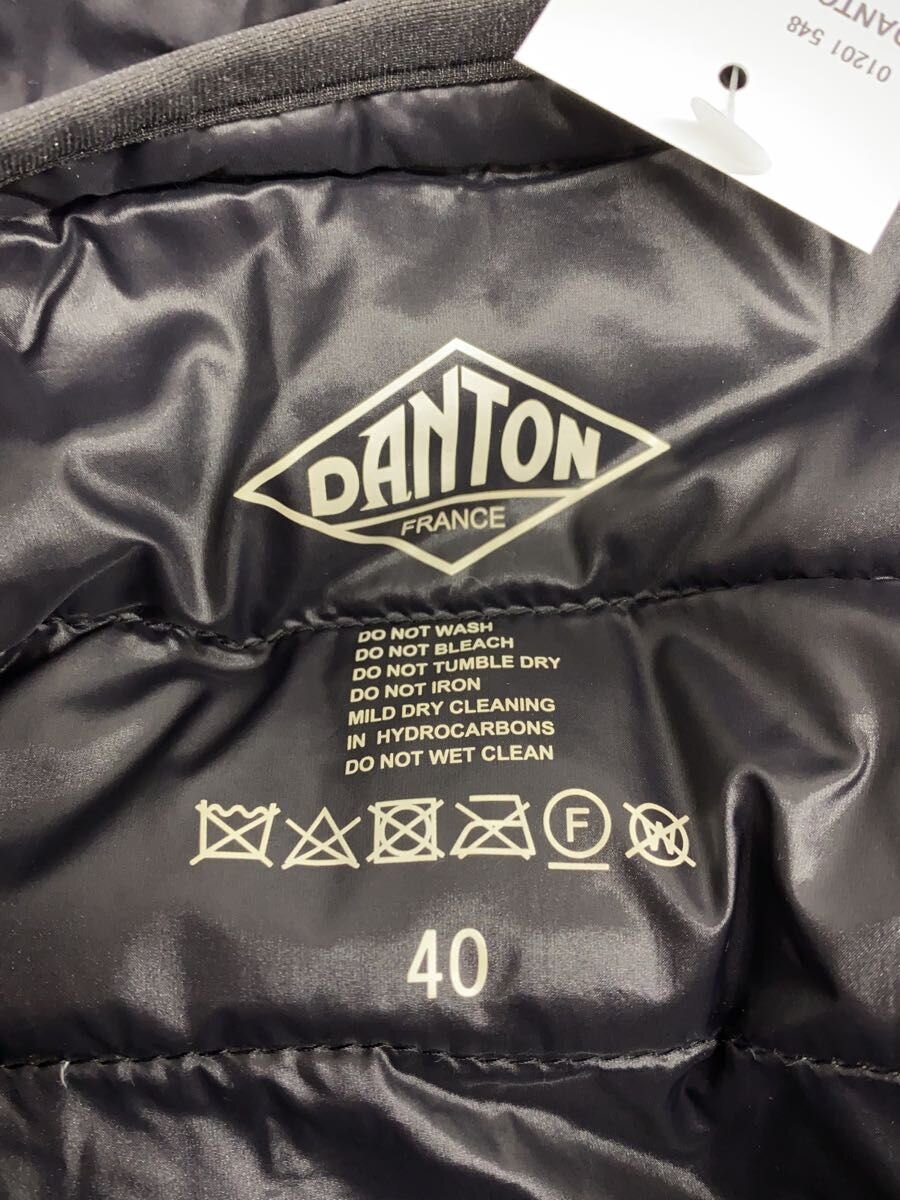 01201 548
DANTO
DANTON
FRANCE
DO NOT WASH
DO NOT BLEACH
DO NOT TUMBLE DRY
DO NOT IRON
MILD DRY CLEANING
IN HYDROCARBONS
DO NOT WET CLEAN
F
W
40